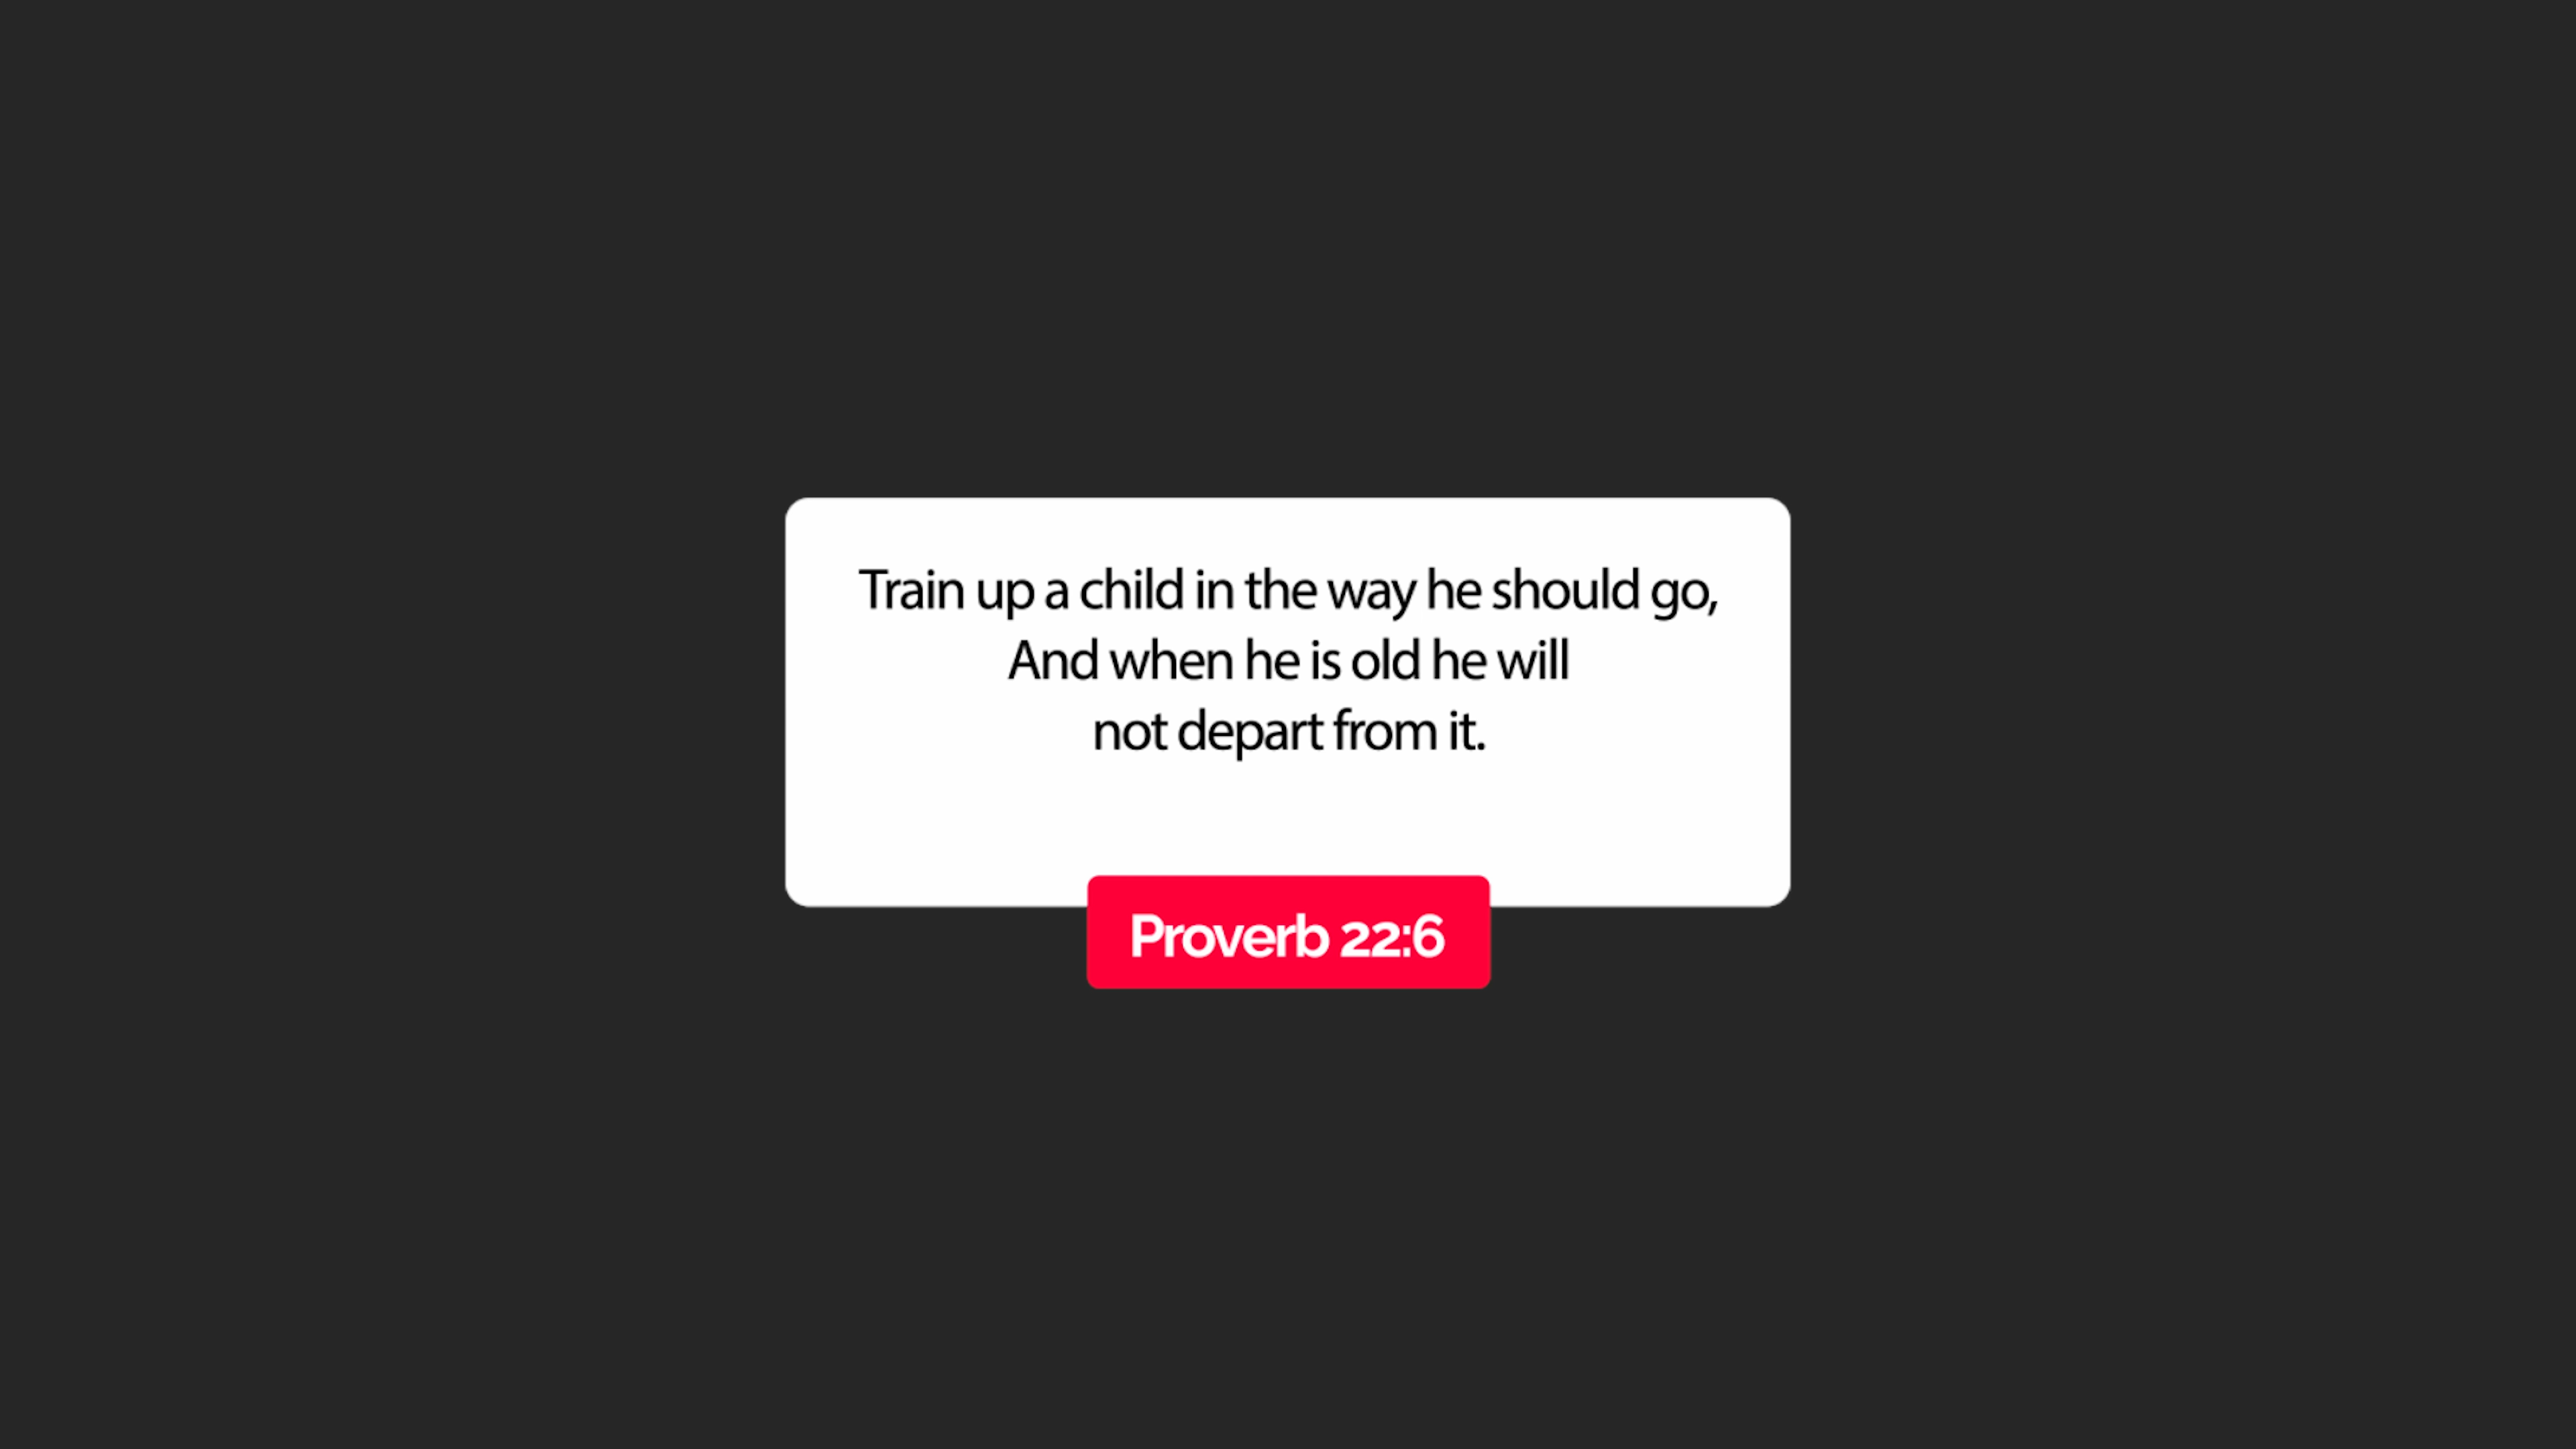 Train up a child in the way he should go,
And when he is old he will
not depart from it.
Proverb 22:6